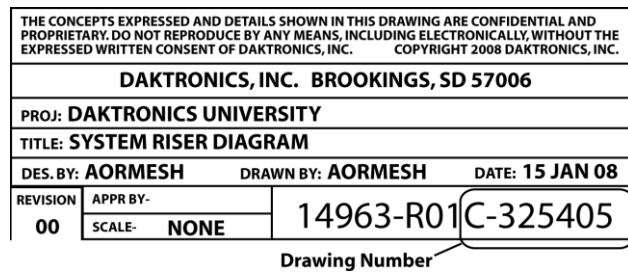 THE CONCEPTS EXPRESSED AND DETAILS SHOWN IN THIS DRAWING ARE CONFIDENTIAL AND
PROPRIETARY. DO NOT REPRODUCE BY ANY MEANS, INCLUDING ELECTRONICALLY, WITHOUT THE
EXPRESSED WRITTEN CONSENT OF DAKTRONICS, INC. COPYRIGHT 2008 DAKTRONICS, INC.
DAKTRONICS, INC. BROOKINGS, SD 57006
PROJ: DAKTRONICS UNIVERSITY
TITLE: SYSTEM RISER DIAGRAM
DES. BY: AORMESH DRAWN BY: AORMESH DATE: 15 JAN 08
REVISION APPR BY-
00 SCALE- NONE 14963-R01C-325405
Drawing Number